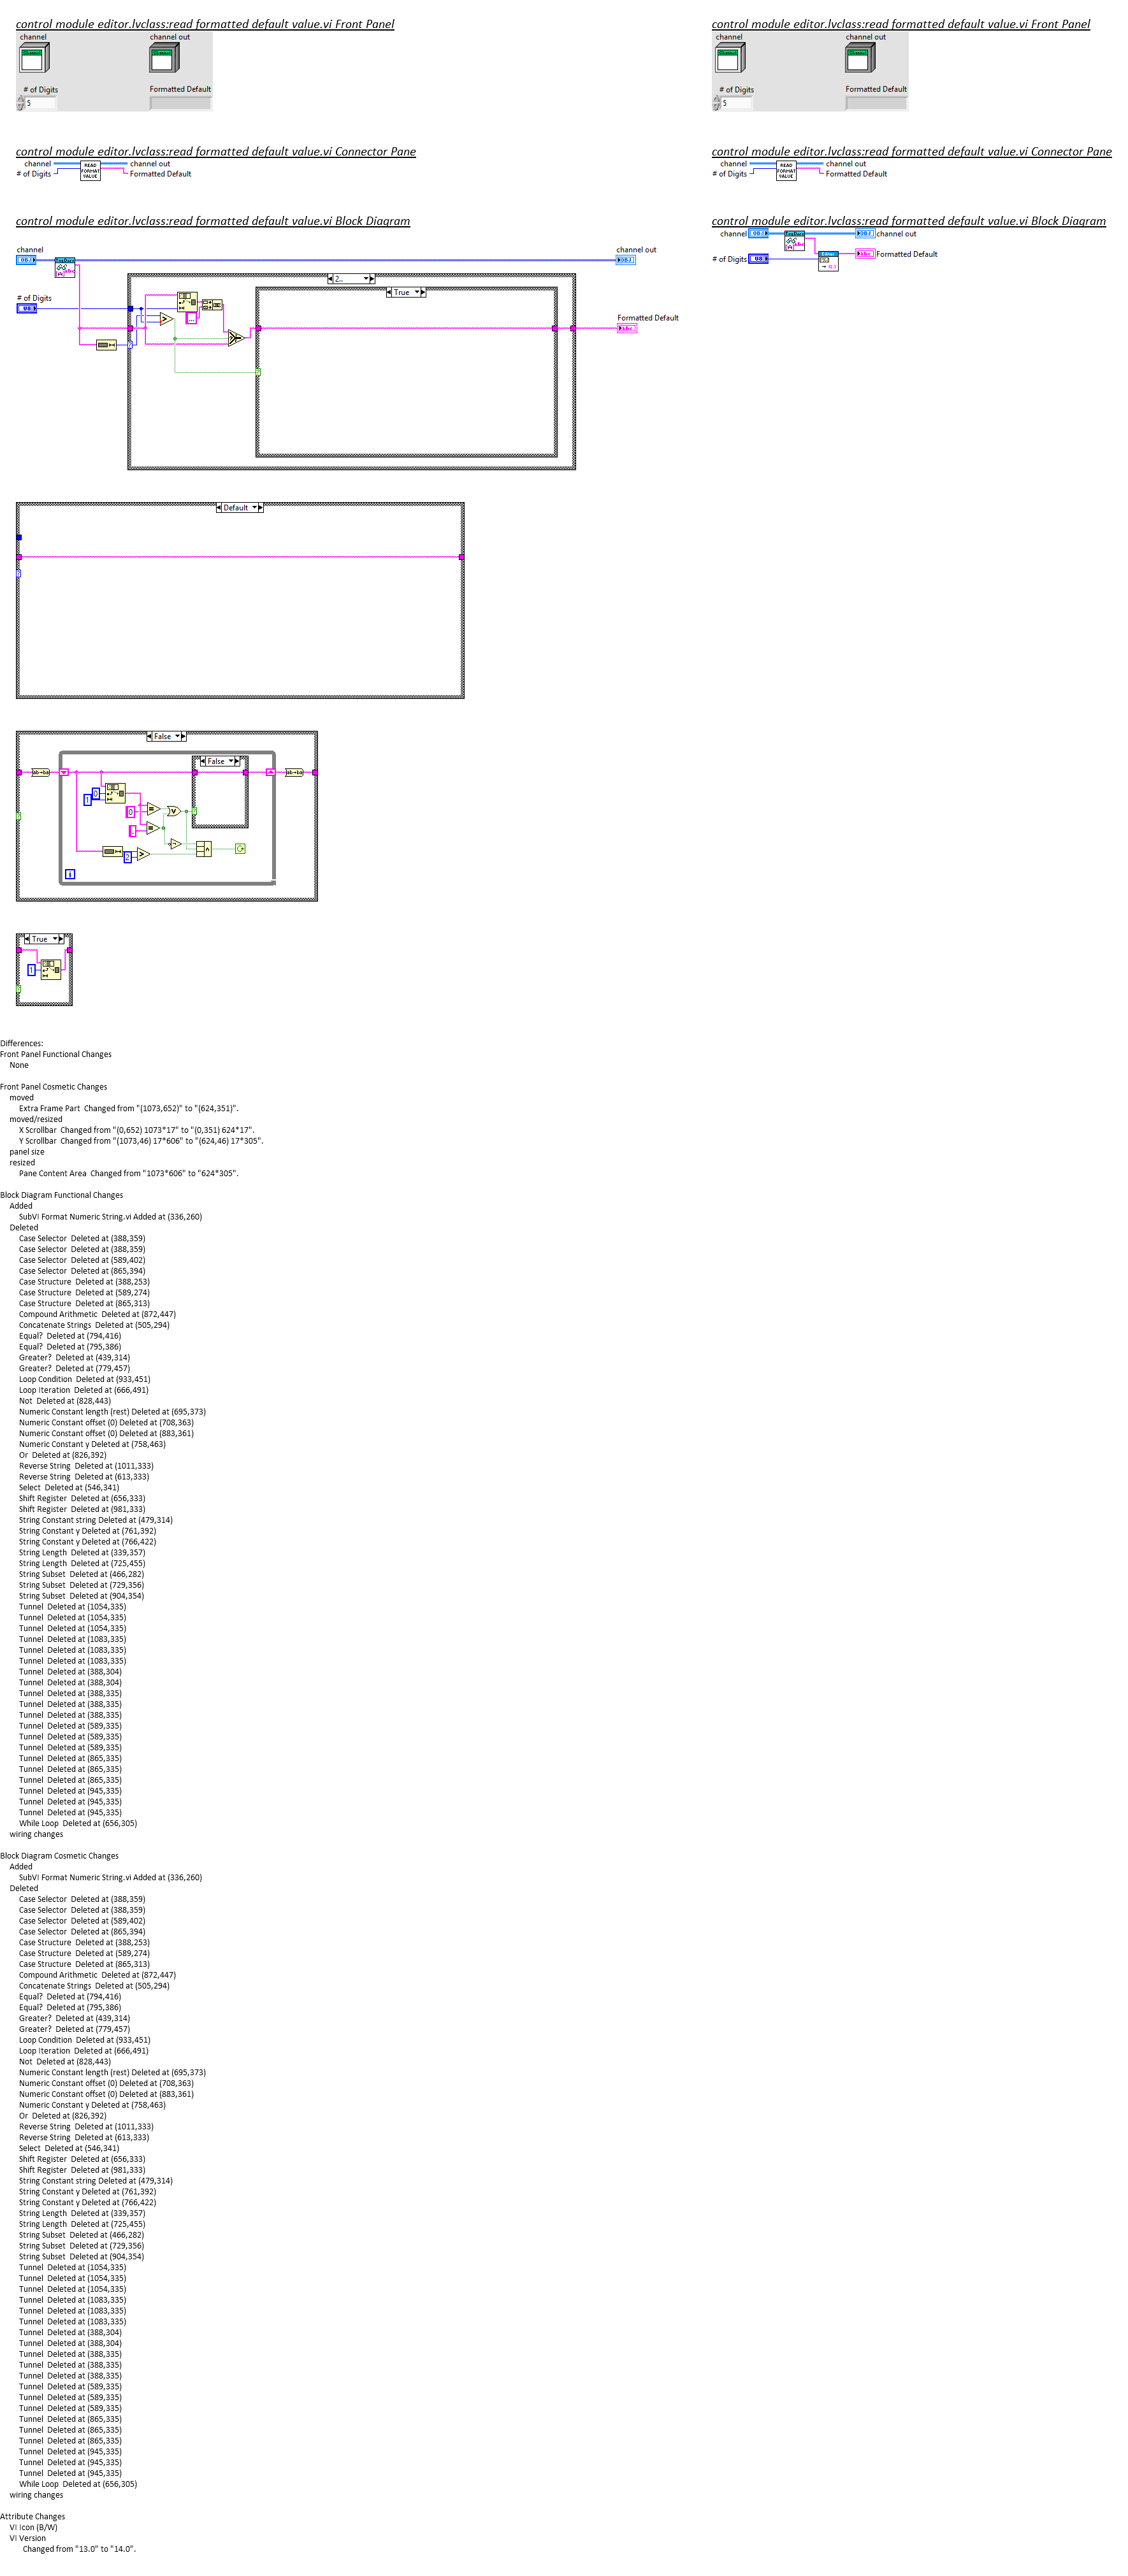 control module editor.lvclass:read formatted default value.vi Front Panel
channel
channel out
# of Digits
Formatted Default
5
control module editor.lvclass:read formatted default value.vi Connector Pane
channel
channel out
# of Digits
Formatted Default
READ
FORMAT
VALUE
control module editor.lvclass:read formatted default value.vi Block Diagram
channel
channel out
# of Digits
Formatted Default
2..
True
Default
False
False
0
1
2
i
True
1
control module editor.lvclass:read formatted default value.vi Front Panel
channel
channel out
# of Digits
Formatted Default
5
control module editor.lvclass:read formatted default value.vi Connector Pane
channel
channel out
# of Digits
Formatted Default
READ
FORMAT
VALUE
control module editor.lvclass:read formatted default value.vi Block Diagram
channel
channel out
# of Digits
Formatted Default
Differences:
Front Panel Functional Changes
None
Front Panel Cosmetic Changes
moved
Extra Frame Part Changed from "(1073,652)" to "(624,351)".
moved/resized
X Scrollbar Changed from "(0,652) 1073*17" to "(0,351) 624*17".
Y Scrollbar Changed from "(1073,46) 17*606" to "(624,46) 17*305".
panel size
resized
Pane Content Area Changed from "1073*606" to "624*305".
Block Diagram Functional Changes
Added
SubVI Format Numeric String.vi Added at (336,260)
Deleted
Case Selector Deleted at (388,359)
Case Selector Deleted at (388,359)
Case Selector Deleted at (589,402)
Case Selector Deleted at (865,394)
Case Structure Deleted at (388,253)
Case Structure Deleted at (589,274)
Case Structure Deleted at (865,313)
Compound Arithmetic Deleted at (872,447)
Concatenate Strings Deleted at (505,294)
Equal? Deleted at (794,416)
Equal? Deleted at (795,386)
Greater? Deleted at (439,314)
Greater? Deleted at (779,457)
Loop Condition Deleted at (933,451)
Loop Iteration Deleted at (666,491)
Not Deleted at (828,443)
Numeric Constant length (rest) Deleted at (695,373)
Numeric Constant offset (0) Deleted at (708,363)
Numeric Constant offset (0) Deleted at (883,361)
Numeric Constant y Deleted at (758,463)
Or Deleted at (826,392)
Reverse String Deleted at (1011,333)
Reverse String Deleted at (613,333)
Select Deleted at (546,341)
Shift Register Deleted at (656,333)
Shift Register Deleted at (981,333)
String Constant string Deleted at (479,314)
String Constant y Deleted at (761,392)
String Constant y Deleted at (766,422)
String Length Deleted at (339,357)
String Length Deleted at (725,455)
String Subset Deleted at (466,282)
String Subset Deleted at (729,356)
String Subset Deleted at (904,354)
Tunnel Deleted at (1054,335)
Tunnel Deleted at (1054,335)
Tunnel Deleted at (1054,335)
Tunnel Deleted at (1083,335)
Tunnel Deleted at (1083,335)
Tunnel Deleted at (1083,335)
Tunnel Deleted at (388,304)
Tunnel Deleted at (388,304)
Tunnel Deleted at (388,335)
Tunnel Deleted at (388,335)
Tunnel Deleted at (388,335)
Tunnel Deleted at (589,335)
Tunnel Deleted at (589,335)
Tunnel Deleted at (589,335)
Tunnel Deleted at (865,335)
Tunnel Deleted at (865,335)
Tunnel Deleted at (865,335)
Tunnel Deleted at (945,335)
Tunnel Deleted at (945,335)
Tunnel Deleted at (945,335)
While Loop Deleted at (656,305)
wiring changes
Block Diagram Cosmetic Changes
Added
SubVI Format Numeric String.vi Added at (336,260)
Deleted
Case Selector Deleted at (388,359)
Case Selector Deleted at (388,359)
Case Selector Deleted at (589,402)
Case Selector Deleted at (865,394)
Case Structure Deleted at (388,253)
Case Structure Deleted at (589,274)
Case Structure Deleted at (865,313)
Compound Arithmetic Deleted at (872,447)
Concatenate Strings Deleted at (505,294)
Equal? Deleted at (794,416)
Equal? Deleted at (795,386)
Greater? Deleted at (439,314)
Greater? Deleted at (779,457)
Loop Condition Deleted at (933,451)
Loop Iteration Deleted at (666,491)
Not Deleted at (828,443)
Numeric Constant length (rest) Deleted at (695,373)
Numeric Constant offset (0) Deleted at (708,363)
Numeric Constant offset (0) Deleted at (883,361)
Numeric Constant y Deleted at (758,463)
Or Deleted at (826,392)
Reverse String Deleted at (1011,333)
Reverse String Deleted at (613,333)
Select Deleted at (546,341)
Shift Register Deleted at (656,333)
Shift Register Deleted at (981,333)
String Constant string Deleted at (479,314)
String Constant y Deleted at (761,392)
String Constant y Deleted at (766,422)
String Length Deleted at (339,357)
String Length Deleted at (725,455)
String Subset Deleted at (466,282)
String Subset Deleted at (729,356)
String Subset Deleted at (904,354)
Tunnel Deleted at (1054,335)
Tunnel Deleted at (1054,335)
Tunnel Deleted at (1054,335)
Tunnel Deleted at (1083,335)
Tunnel Deleted at (1083,335)
Tunnel Deleted at (1083,335)
Tunnel Deleted at (388,304)
Tunnel Deleted at (388,304)
Tunnel Deleted at (388,335)
Tunnel Deleted at (388,335)
Tunnel Deleted at (388,335)
Tunnel Deleted at (589,335)
Tunnel Deleted at (589,335)
Tunnel Deleted at (589,335)
Tunnel Deleted at (865,335)
Tunnel Deleted at (865,335)
Tunnel Deleted at (865,335)
Tunnel Deleted at (945,335)
Tunnel Deleted at (945,335)
Tunnel Deleted at (945,335)
While Loop Deleted at (656,305)
wiring changes
Attribute Changes
VI Icon (B/W)
VI Version
Changed from "13.0" to "14.0".